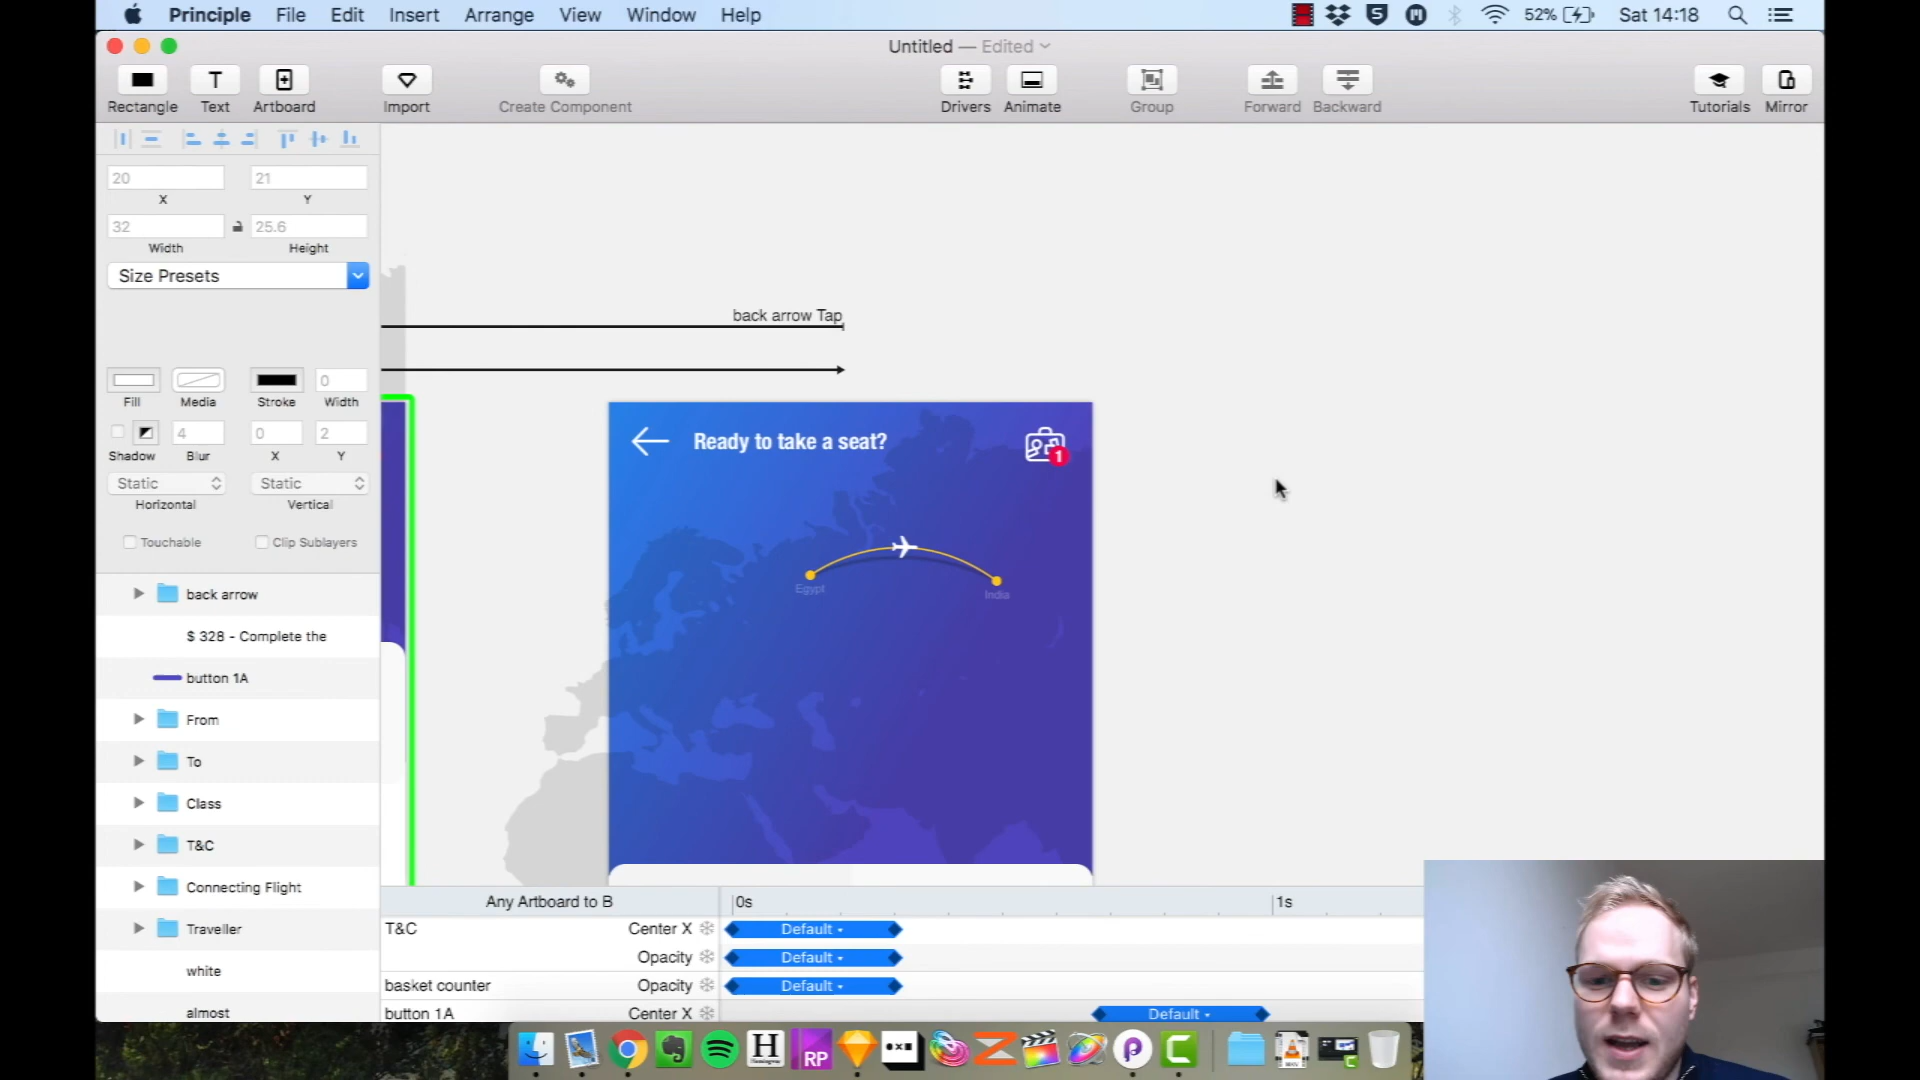 Principle File Edit Insert Arrange View Window Help 52% Sat 14:18
Untitled — Edited
Rectangle Text Artboard Import Create Component Drivers Animate Group Forward Backward Tutorials Mirror
20 21
X Y
32 25.6
Width Height
Size Presets
0
Fill Media Stroke Width
4 0 2
Shadow Blur X Y
Static Static
Horizontal Vertical
Touchable Clip Sublayers
back arrow
$ 328 - Complete the
button 1A
From
To
Class
T&C
Connecting Flight
Traveller
white
almost
back arrow Tap
Ready to take a seat?
1
Egypt
India
Any Artboard to B 0s 1s
T&C Center X Default
Opacity Default
basket counter Opacity Default
button 1A Center X Default
H RP